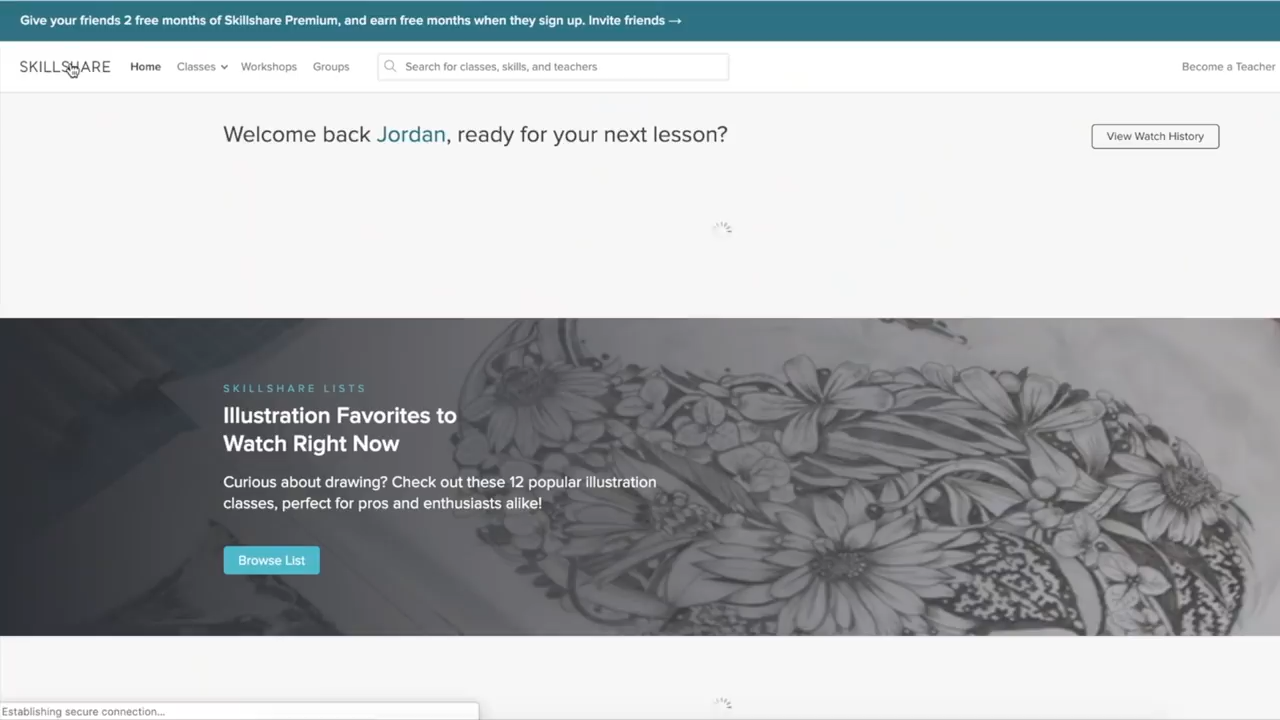 Give your friends 2 free months of Skillshare Premium, and earn free months when they sign up. Invite friends →
SKILLSHARE Home Classes Workshops Groups Search for classes, skills, and teachers Become a Teacher
Welcome back Jordan, ready for your next lesson? View Watch History
SKILLSHARE LISTS
Illustration Favorites to
Watch Right Now
Curious about drawing? Check out these 12 popular illustration
classes, perfect for pros and enthusiasts alike!
Browse List
Establishing secure connection...